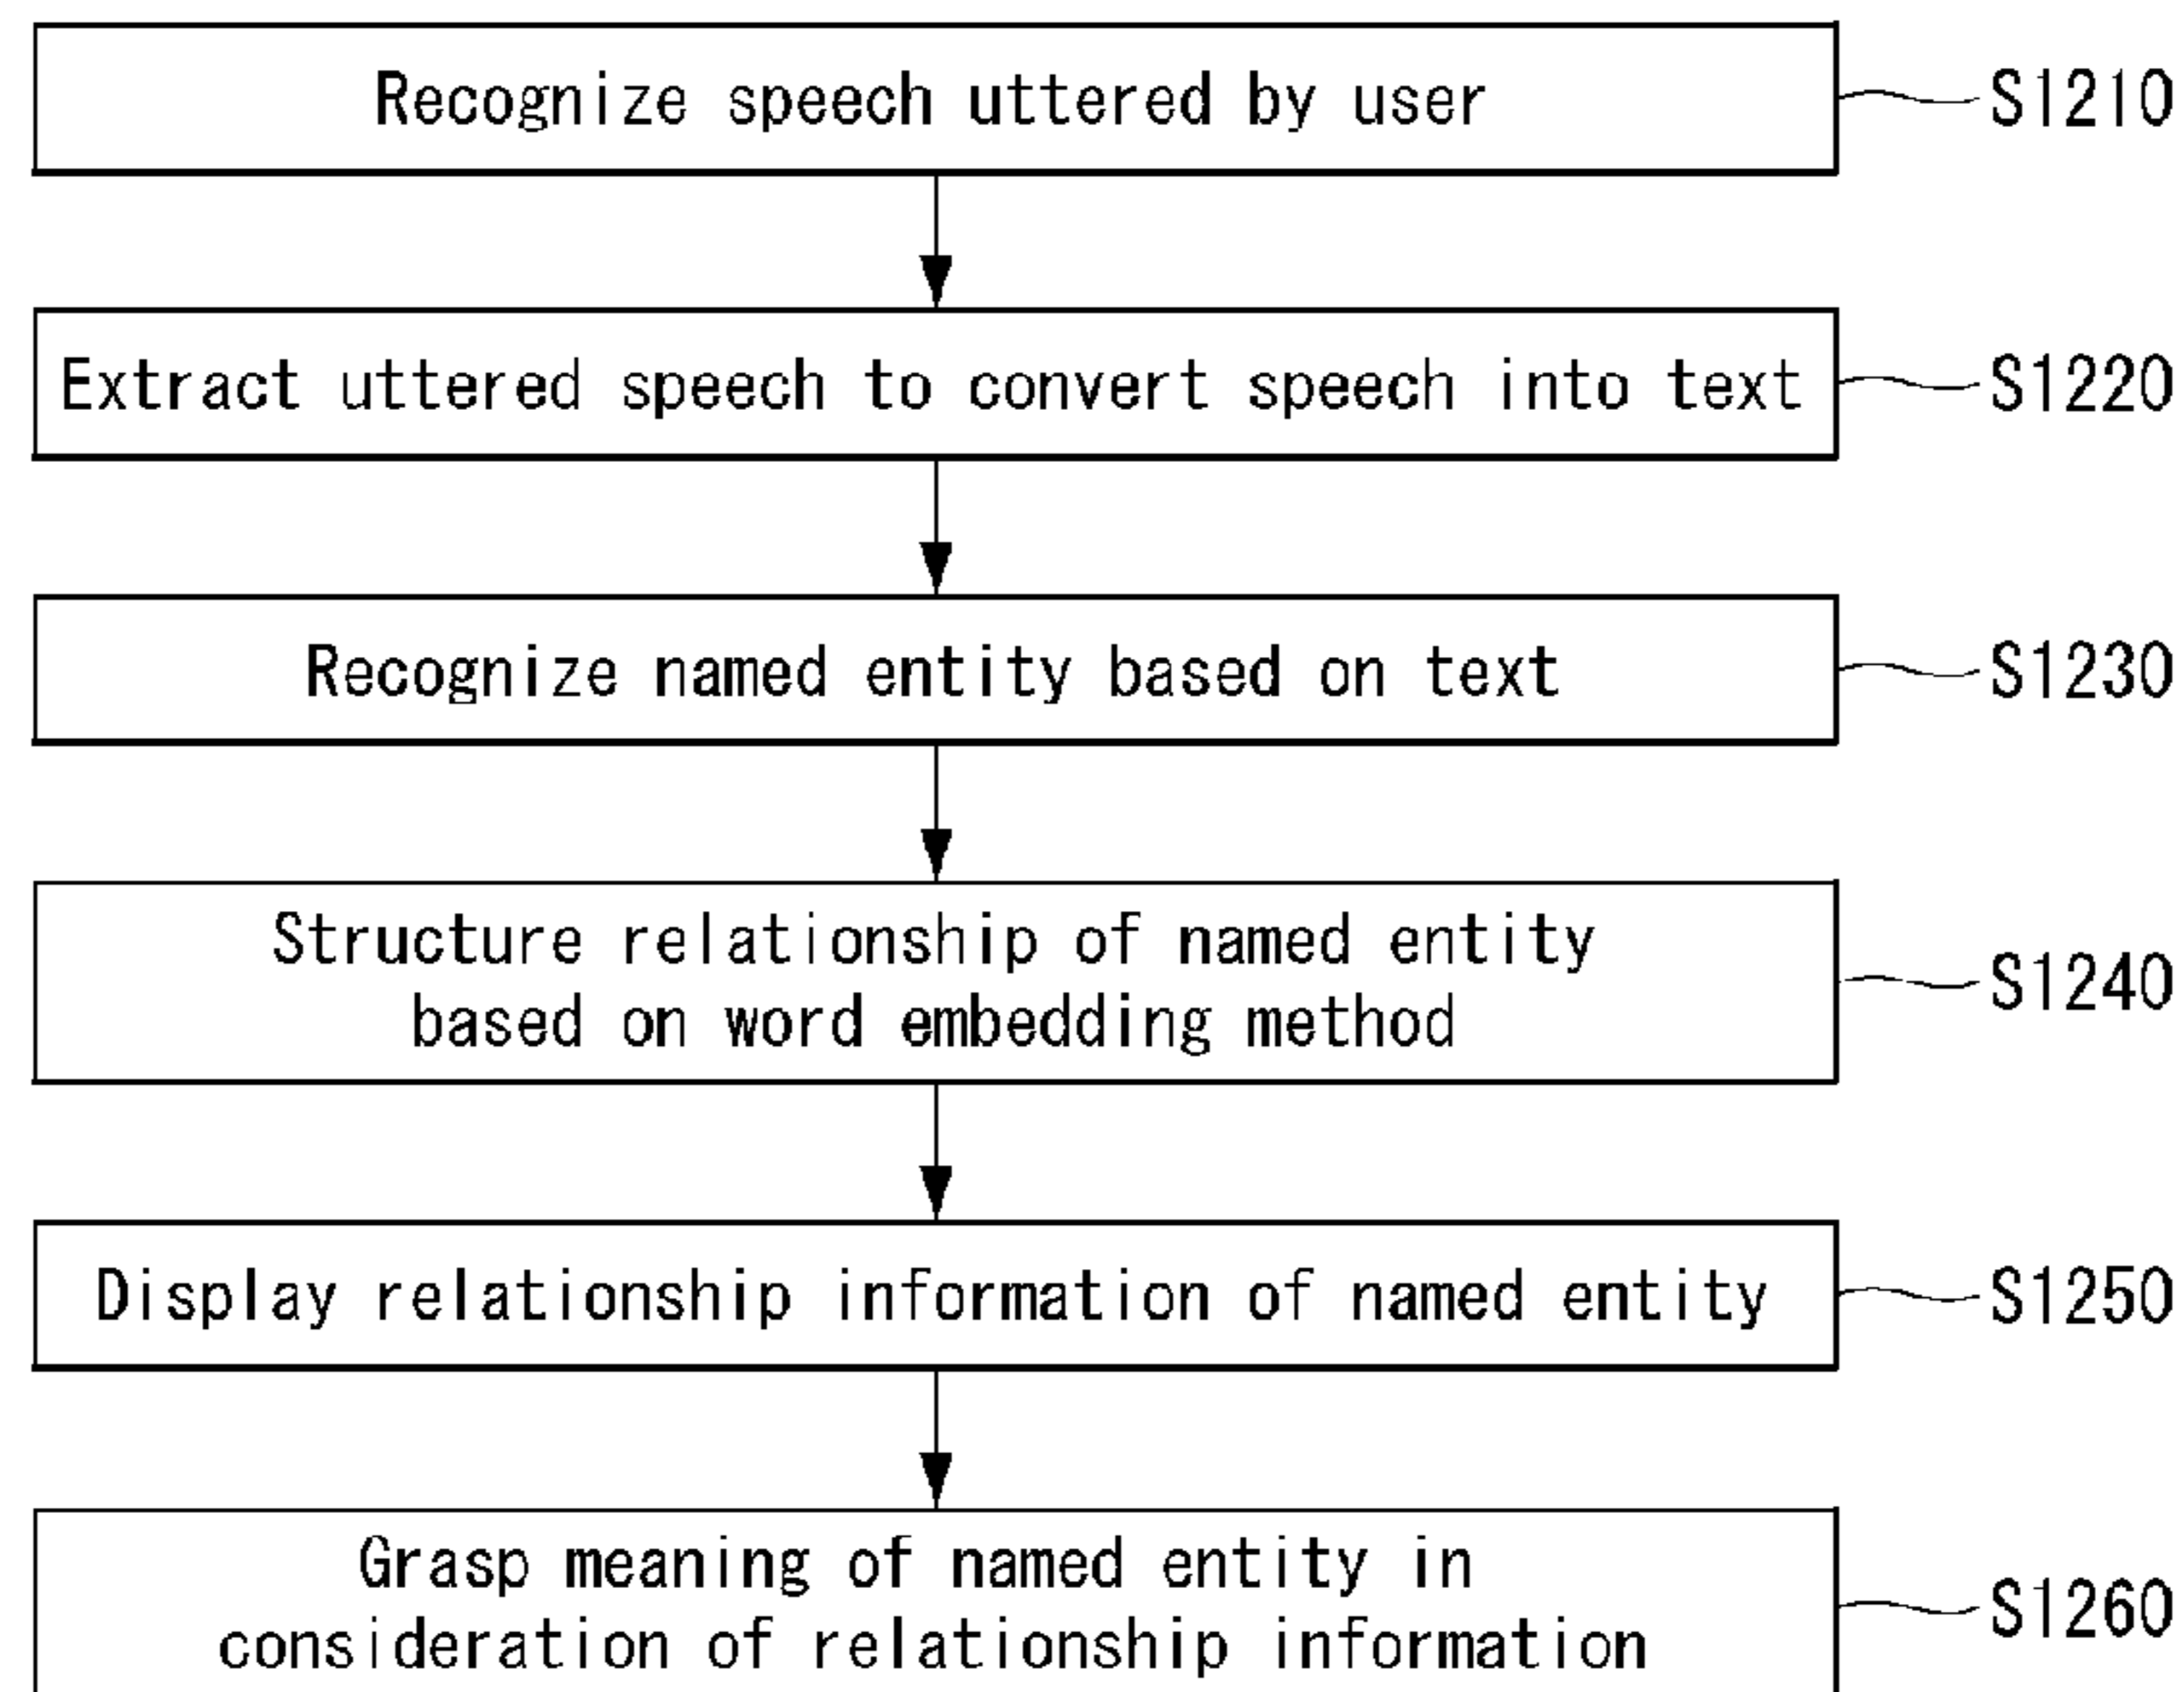 Recognize speech uttered by user
S1210
Extract uttered speech to convert speech into text
S1220
Recognize named entity based on text
S1230
Structure relationship of named entity
based on word embedding method
S1240
Display relationship information of named entity
S1250
Grasp meaning of named entity in
consideration of relationship information
S1260